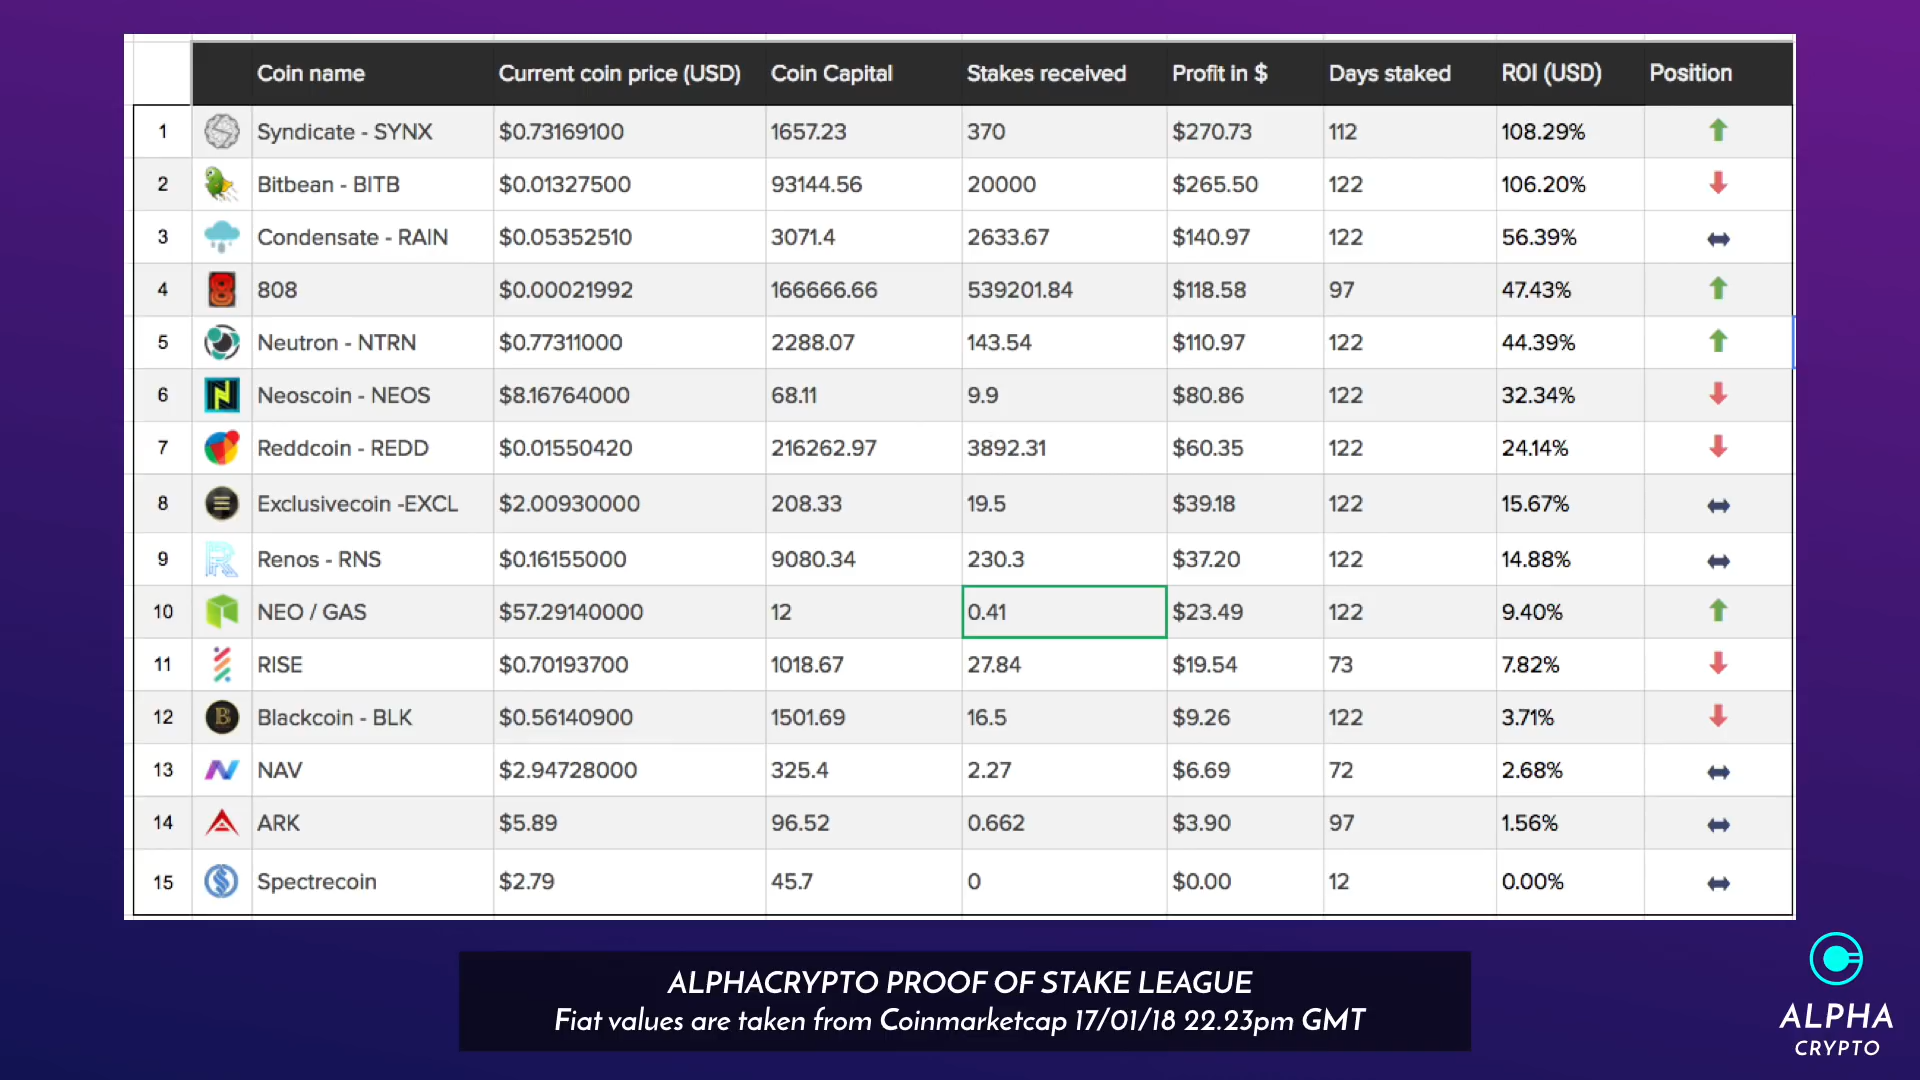 Coin name Current coin price (USD) Coin Capital Stakes received Profit in $ Days staked ROI (USD) Position
1 Syndicate - SYNX $0.73169100 1657.23 370 $270.73 112 108.29%
2 Bitbean - BITB $0.01327500 93144.56 20000 $265.50 122 106.20%
3 Condensate - RAIN $0.05352510 3071.4 2633.67 $140.97 122 56.39%
4 808 $0.00021992 166666.66 539201.84 $118.58 97 47.43%
5 Neutron - NTRN $0.77311000 2288.07 143.54 $110.97 122 44.39%
6 Neoscoin - NEOS $8.16764000 68.11 9.9 $80.86 122 32.34%
7 Reddcoin - REDD $0.01550420 216262.97 3892.31 $60.35 122 24.14%
8 Exclusivecoin -EXCL $2.00930000 208.33 19.5 $39.18 122 15.67%
9 Renos - RNS $0.16155000 9080.34 230.3 $37.20 122 14.88%
10 NEO / GAS $57.29140000 12 0.41 $23.49 122 9.40%
11 RISE $0.70193700 1018.67 27.84 $19.54 73 7.82%
12 Blackcoin - BLK $0.56140900 1501.69 16.5 $9.26 122 3.71%
13 NAV $2.94728000 325.4 2.27 $6.69 72 2.68%
14 ARK $5.89 96.52 0.662 $3.90 97 1.56%
15 Spectrecoin $2.79 45.7 0 $0.00 12 0.00%
ALPHACRYPTO PROOF OF STAKE LEAGUE
Fiat values are taken from Coinmarketcap 17/01/18 22.23pm GMT
ALPHA
CRYPTO